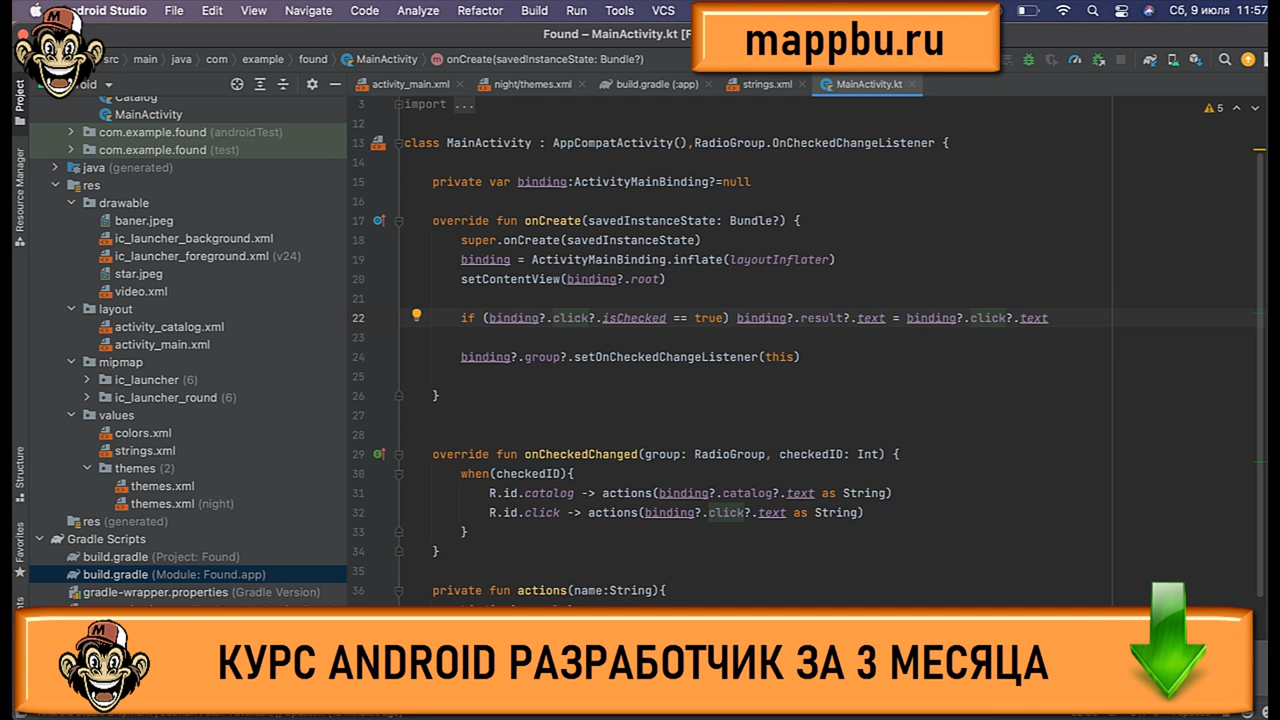 Android Studio File Edit View Navigate Code Analyze Refactor Build Run Tools VCS Сб, 9 июля 11:57
mappbu.ru
Found – MainActivity.kt [F
src main java com example found MainActivity onCreate(savedInstanceState: Bundle?)
activity_main.xml night/themes.xml build.gradle (:app) strings.xml MainActivity.kt
Project
Resource Manager
Structure
Favorites
Catalog
MainActivity
com.example.found (androidTest)
com.example.found (test)
java (generated)
res
drawable
baner.jpeg
ic_launcher_background.xml
ic_launcher_foreground.xml (v24)
star.jpeg
video.xml
layout
activity_catalog.xml
activity_main.xml
mipmap
ic_launcher (6)
ic_launcher_round (6)
values
colors.xml
strings.xml
themes (2)
themes.xml
themes.xml (night)
res (generated)
Gradle Scripts
build.gradle (Project: Found)
build.gradle (Module: Found.app)
gradle-wrapper.properties (Gradle Version)
5
3 import ...
12
13 class MainActivity : AppCompatActivity(),RadioGroup.OnCheckedChangeListener {
14
15 private var binding:ActivityMainBinding?=null
16
17 override fun onCreate(savedInstanceState: Bundle?) {
18 super.onCreate(savedInstanceState)
19 binding = ActivityMainBinding.inflate(layoutInflater)
20 setContentView(binding?.root)
21
22 if (binding?.click?.isChecked == true) binding?.result?.text = binding?.click?.text
23
24 binding?.group?.setOnCheckedChangeListener(this)
25
26 }
27
28
29 override fun onCheckedChanged(group: RadioGroup, checkedID: Int) {
30 when(checkedID){
31 R.id.catalog -> actions(binding?.catalog?.text as String)
32 R.id.click -> actions(binding?.click?.text as String)
33 }
34 }
35
36 private fun actions(name:String){
КУРС ANDROID РАЗРАБОТЧИК ЗА 3 МЕСЯЦА